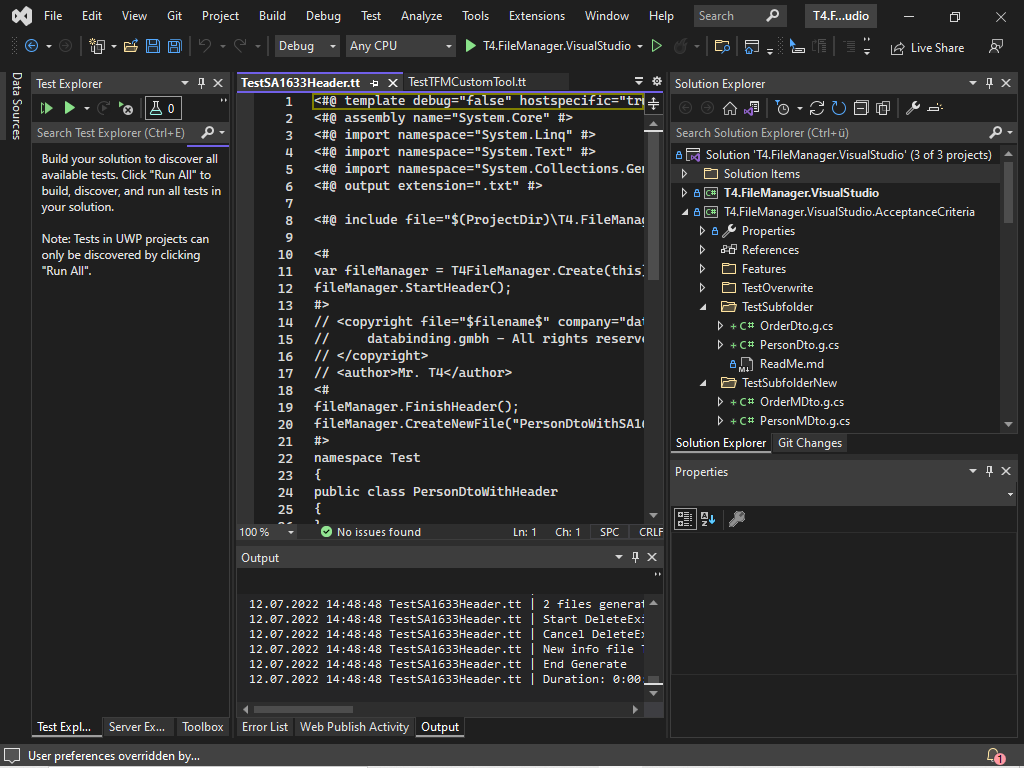 File Edit View Git Project Build Debug Test Analyze Tools Extensions Window Help Search T4.F...udio
Debug Any CPU T4.FileManager.VisualStudio Live Share
Data Sources
Test Explorer
0
Search Test Explorer (Ctrl+E)
Build your solution to discover all
available tests. Click "Run All" to
build, discover, and run all tests in
your solution.
Note: Tests in UWP projects can
only be discovered by clicking
"Run All".
Test Expl... Server Ex... Toolbox
TestSA1633Header.tt TestTFMCustomTool.tt
1 <#@ template debug="false" hostspecific="tr
2 <#@ assembly name="System.Core" #>
3 <#@ import namespace="System.Linq" #>
4 <#@ import namespace="System.Text" #>
5 <#@ import namespace="System.Collections.Gen
6 <#@ output extension=".txt" #>
7
8 <#@ include file="$(ProjectDir)\T4.FileManag
9
10 <#
11 var fileManager = T4FileManager.Create(this)
12 fileManager.StartHeader();
13 #>
14 // <copyright file="$filename$" company="dat
15 //     databinding.gmbh - All rights reserve
16 // </copyright>
17 // <author>Mr. T4</author>
18 <#
19 fileManager.FinishHeader();
20 fileManager.CreateNewFile("PersonDtoWithSA16
21 #>
22 namespace Test
23 {
24 public class PersonDtoWithHeader
25 {
100 % No issues found Ln: 1 Ch: 1 SPC CRLF
Output
12.07.2022 14:48:48 TestSA1633Header.tt | 2 files generat
12.07.2022 14:48:48 TestSA1633Header.tt | Start DeleteExi
12.07.2022 14:48:48 TestSA1633Header.tt | Cancel DeleteEx
12.07.2022 14:48:48 TestSA1633Header.tt | New info file T
12.07.2022 14:48:48 TestSA1633Header.tt | End Generate
12.07.2022 14:48:48 TestSA1633Header.tt | Duration: 0:00
Error List Web Publish Activity Output
Solution Explorer
Search Solution Explorer (Ctrl+ü)
Solution 'T4.FileManager.VisualStudio' (3 of 3 projects)
Solution Items
T4.FileManager.VisualStudio
T4.FileManager.VisualStudio.AcceptanceCriteria
Properties
References
Features
TestOverwrite
TestSubfolder
+ C# OrderDto.g.cs
+ C# PersonDto.g.cs
ReadMe.md
TestSubfolderNew
+ C# OrderMDto.g.cs
+ C# PersonMDto.g.cs
Solution Explorer Git Changes
Properties
User preferences overridden by... 1